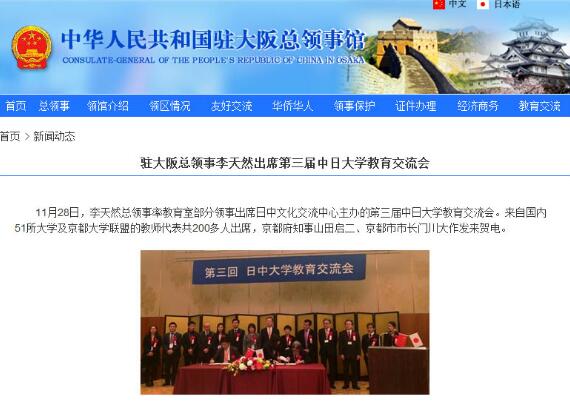 中文 日本语
中华人民共和国驻大阪总领事馆
CONSULATE-GENERAL OF THE PEOPLE'S REPUBLIC OF CHINA IN OSAKA
首页 总领事 领馆介绍 领区情况 友好交流 华侨华人 领事保护 证件办理 经济商务 教育交流
首页 > 新闻动态
驻大阪总领事李天然出席第三届中日大学教育交流会
11月28日，李天然总领事率教育室部分领事出席日中文化交流中心主办的第三届中日大学教育交流会。来自国内
51所大学及京都大学联盟的教师代表共200多人出席，京都府知事山田启二、京都市市长门川大作发来贺电。
第三回 日中大学教育交流会